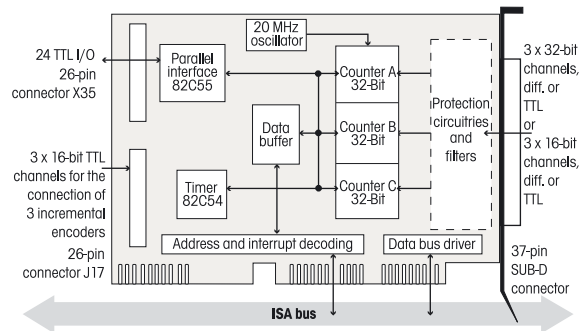 20 MHz
oscillator
24 TTL I/O
26-pin
connector X35
Parallel
interface
82C55
Counter A
32-Bit
Counter B
32-Bit
Counter C
32-Bit
Data
buffer
Protection
circuitries
and
filters
3 x 32-bit
channels,
diff. or
TTL
or
3 x 16-bit
channels,
diff. or
TTL
3 x 16-bit TTL
channels for the
connection of
3 incremental
encoders
26-pin
connector J17
Timer
82C54
Address and interrupt decoding
Data bus driver
37-pin
SUB-D
connector
ISA bus